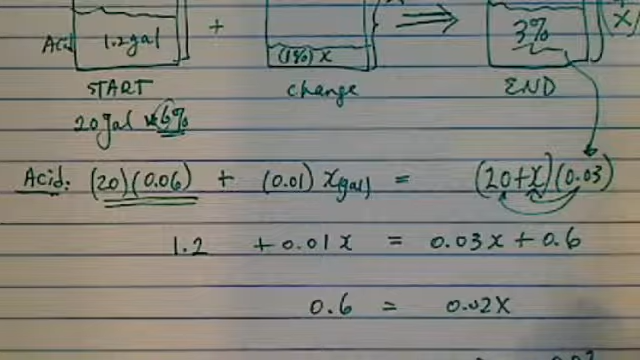 Acid 1.2 gal + (1%) x 3% (x)
START change END
20 gal 6%
Acid: (20)(0.06) + (0.01) x(gal) = (20+x)(0.03)
1.2 + 0.01x = 0.03x + 0.6
0.6 = 0.02x